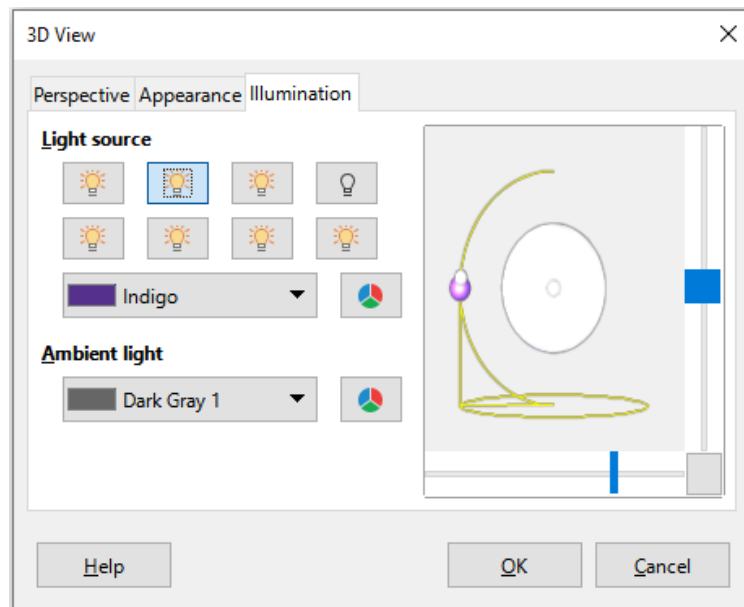 3D View
Perspective Appearance Illumination
Light source
Indigo
Ambient light
Dark Gray 1
Help OK Cancel